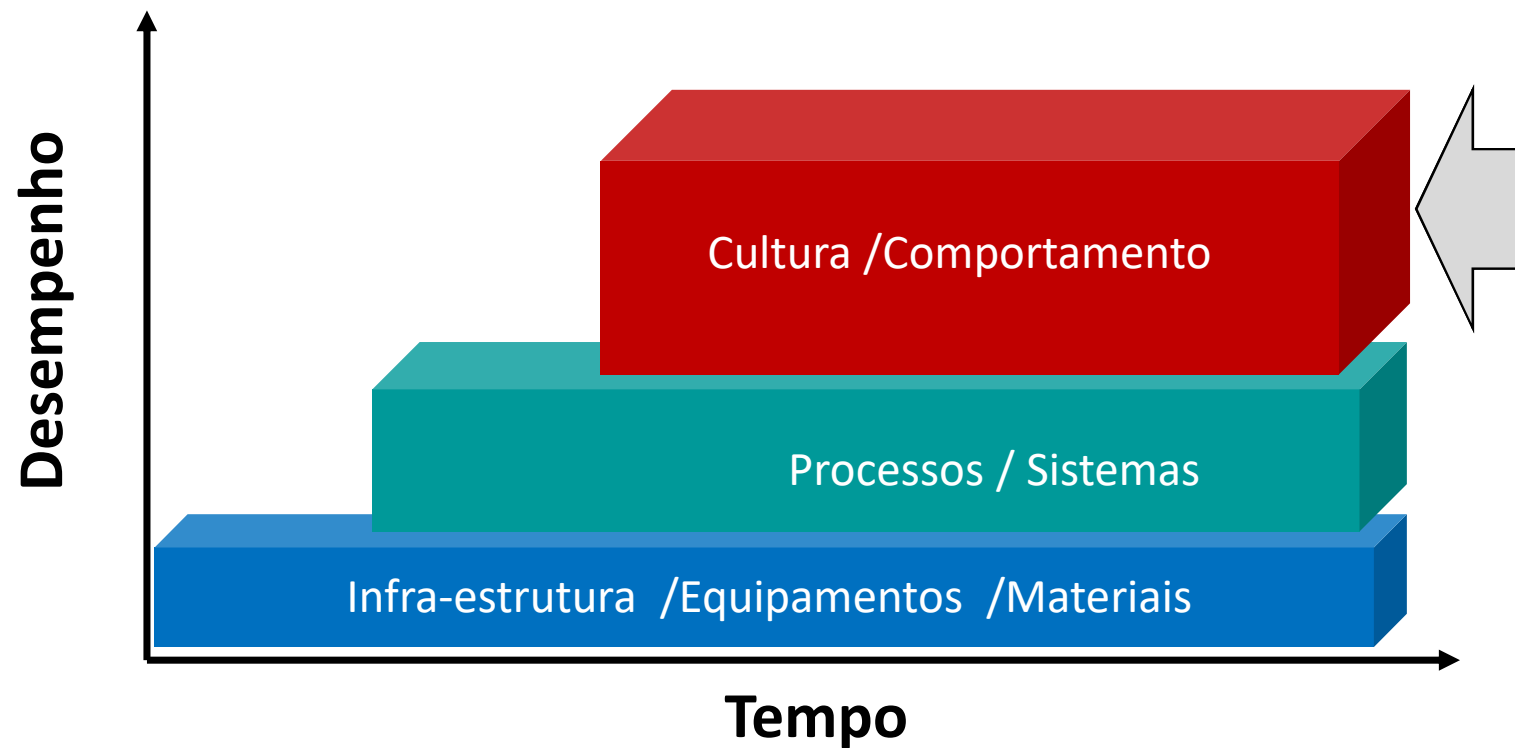 Desempenho
Cultura /Comportamento
Processos / Sistemas
Infra-estrutura /Equipamentos /Materiais
Tempo